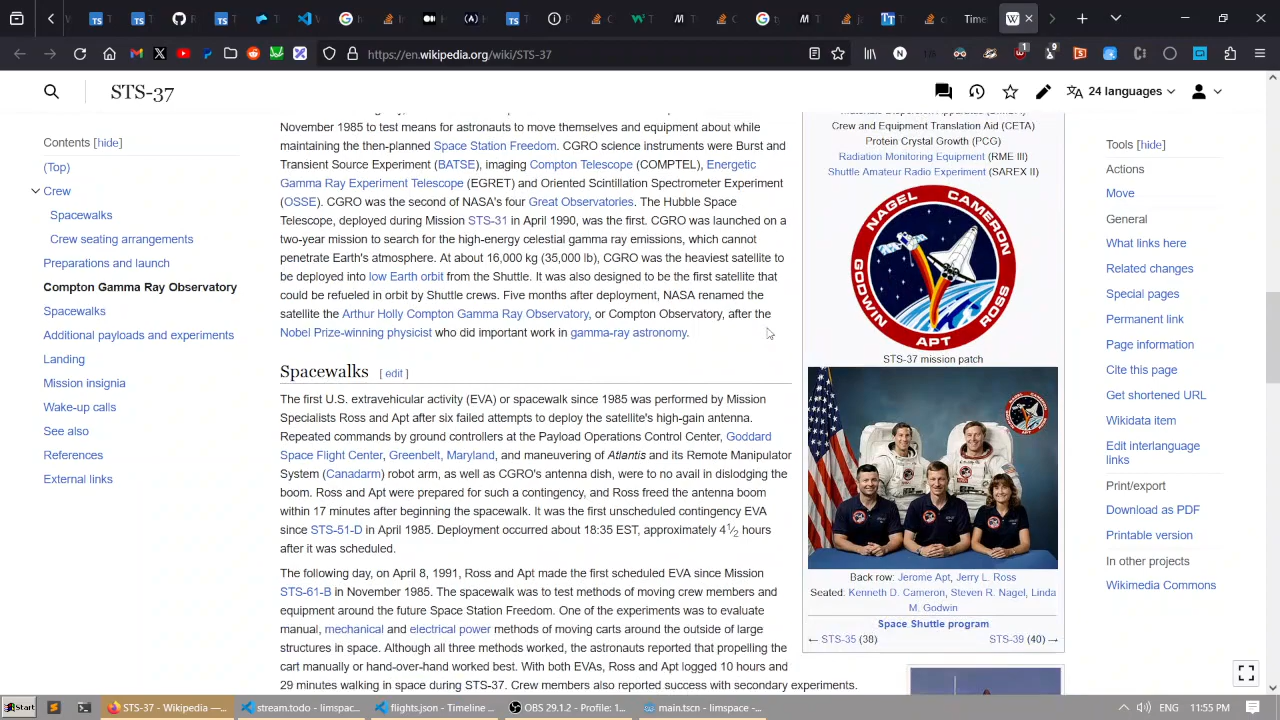 T
T
T
T
Time
W
https://en.wikipedia.org/wiki/STS-37
STS-37
24 languages
Contents [hide]
(Top)
Crew
Spacewalks
Crew seating arrangements
Preparations and launch
Compton Gamma Ray Observatory
Spacewalks
Additional payloads and experiments
Landing
Mission insignia
Wake-up calls
See also
References
External links
November 1985 to test means for astronauts to move themselves and equipment about while
maintaining the then-planned Space Station Freedom. CGRO science instruments were Burst and
Transient Source Experiment (BATSE), imaging Compton Telescope (COMPTEL), Energetic
Gamma Ray Experiment Telescope (EGRET) and Oriented Scintillation Spectrometer Experiment
(OSSE). CGRO was the second of NASA's four Great Observatories. The Hubble Space
Telescope, deployed during Mission STS-31 in April 1990, was the first. CGRO was launched on a
two-year mission to search for the high-energy celestial gamma ray emissions, which cannot
penetrate Earth's atmosphere. At about 16,000 kg (35,000 lb), CGRO was the heaviest satellite to
be deployed into low Earth orbit from the Shuttle. It was also designed to be the first satellite that
could be refueled in orbit by Shuttle crews. Five months after deployment, NASA renamed the
satellite the Arthur Holly Compton Gamma Ray Observatory, or Compton Observatory, after the
Nobel Prize-winning physicist who did important work in gamma-ray astronomy.
Spacewalks [ edit ]
The first U.S. extravehicular activity (EVA) or spacewalk since 1985 was performed by Mission
Specialists Ross and Apt after six failed attempts to deploy the satellite's high-gain antenna.
Repeated commands by ground controllers at the Payload Operations Control Center, Goddard
Space Flight Center, Greenbelt, Maryland, and maneuvering of Atlantis and its Remote Manipulator
System (Canadarm) robot arm, as well as CGRO's antenna dish, were to no avail in dislodging the
boom. Ross and Apt were prepared for such a contingency, and Ross freed the antenna boom
within 17 minutes after beginning the spacewalk. It was the first unscheduled contingency EVA
since STS-51-D in April 1985. Deployment occurred about 18:35 EST, approximately 4 1⁄2 hours
after it was scheduled.
The following day, on April 8, 1991, Ross and Apt made the first scheduled EVA since Mission
STS-61-B in November 1985. The spacewalk was to test methods of moving crew members and
equipment around the future Space Station Freedom. One of the experiments was to evaluate
manual, mechanical and electrical power methods of moving carts around the outside of large
structures in space. Although all three methods worked, the astronauts reported that propelling the
cart manually or hand-over-hand worked best. With both EVAs, Ross and Apt logged 10 hours and
29 minutes walking in space during STS-37. Crew members also reported success with secondary experiments.
Crew and Equipment Translation Aid (CETA)
Protein Crystal Growth (PCG)
Radiation Monitoring Equipment (RME III)
Shuttle Amateur Radio Experiment (SAREX II)
NAGEL CAMERON
GODWIN ROSS
APT
STS-37 mission patch
Back row: Jerome Apt, Jerry L. Ross
Seated: Kenneth D. Cameron, Steven R. Nagel, Linda
M. Godwin
Space Shuttle program
← STS-35 (38) STS-39 (40) →
Tools [hide]
Actions
Move
General
What links here
Related changes
Special pages
Permanent link
Page information
Cite this page
Get shortened URL
Wikidata item
Edit interlanguage
links
Print/export
Download as PDF
Printable version
In other projects
Wikimedia Commons
Start
STS-37 - Wikipedia —...
stream.todo - limspac...
flights.json - Timeline ...
OBS 29.1.2 - Profile: 1...
main.tscn - limspace -...
ENG
11:55 PM